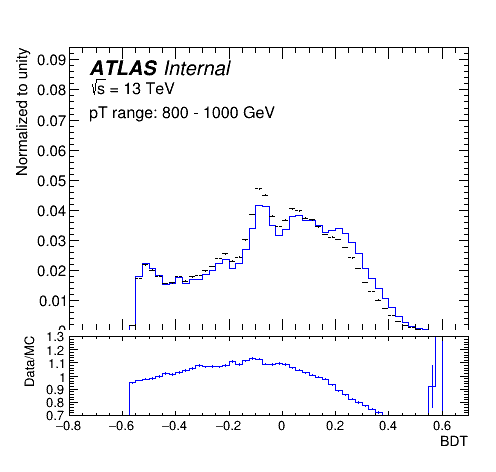 Normalized to unity
0.09
0.08
0.07
0.06
0.05
0.04
0.03
0.02
0.01
ATLAS Internal
√s = 13 TeV
pT range: 800 - 1000 GeV
Data/MC
1.3
1.2
1.1
1
0.9
0.8
0.7
−0.8 −0.6 −0.4 −0.2 0 0.2 0.4 0.6
BDT